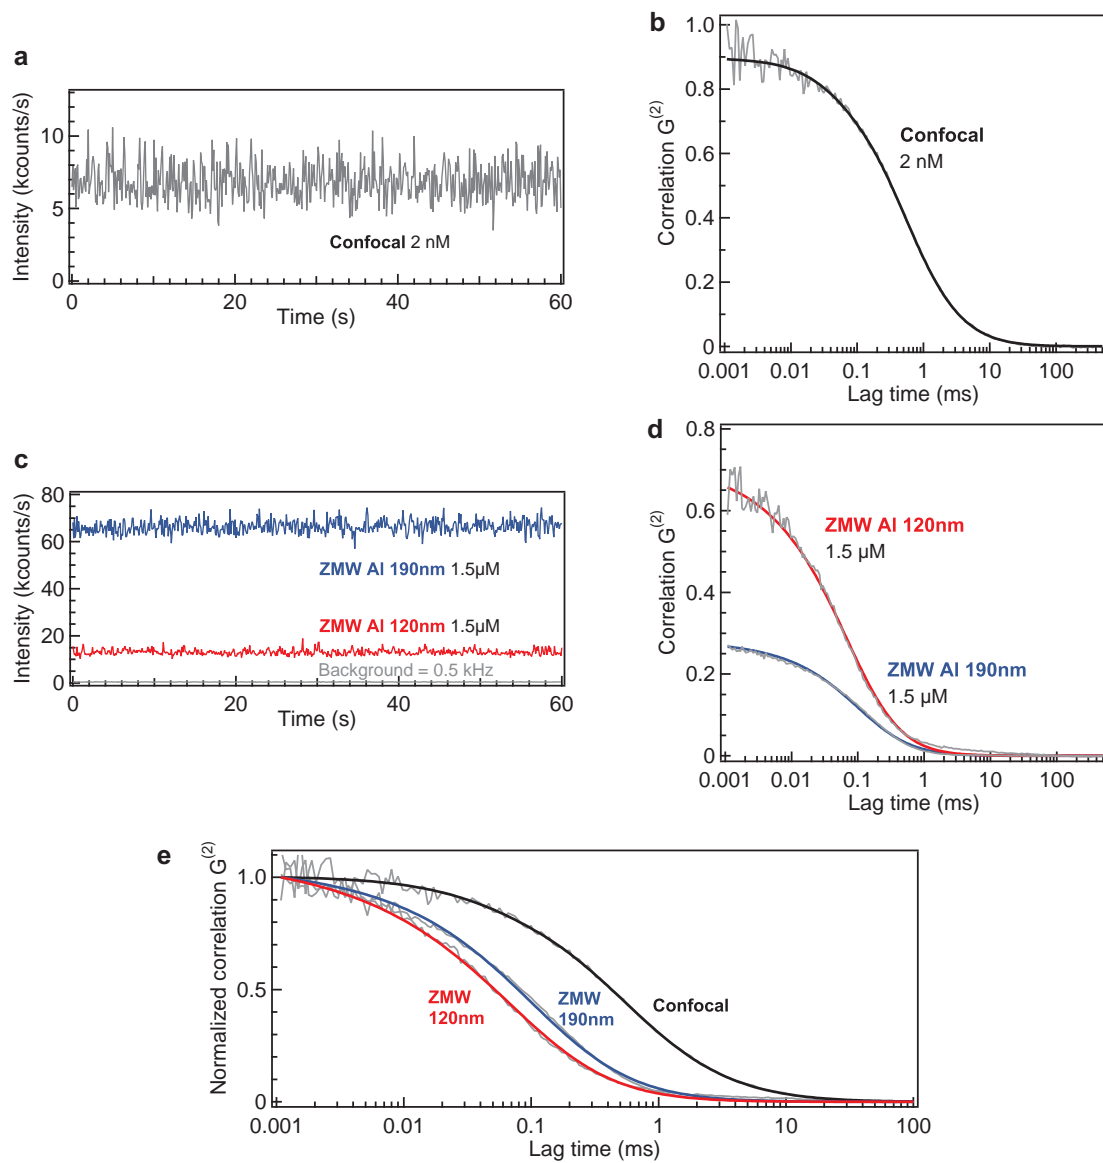 a
Intensity (kcounts/s)
10
5
0
Confocal 2 nM
0 20 40 60
Time (s)
b
Correlation G(2)
1.0
0.8
0.6
0.4
0.2
0
Confocal
2 nM
0.001 0.01 0.1 1 10 100
Lag time (ms)
c
Intensity (kcounts/s)
80
60
40
20
0
ZMW Al 190nm 1.5µM
ZMW Al 120nm 1.5µM
Background = 0.5 kHz
0 20 40 60
Time (s)
d
Correlation G(2)
0.8
0.6
0.4
0.2
0
ZMW Al 120nm
1.5 µM
ZMW Al 190nm
1.5 µM
0.001 0.01 0.1 1 10 100
Lag time (ms)
e
Normalized correlation G(2)
1.0
0.5
0
ZMW
120nm
ZMW
190nm
Confocal
0.001 0.01 0.1 1 10 100
Lag time (ms)